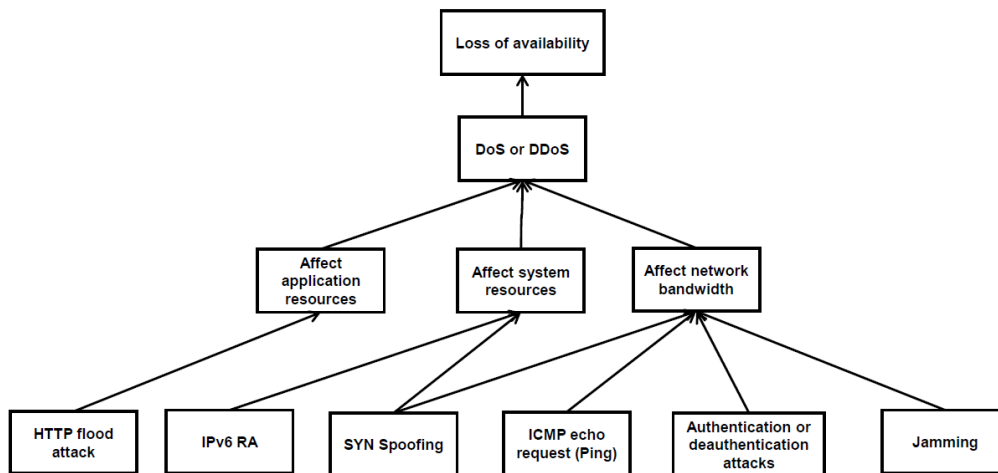 Loss of availability
DoS or DDoS
Affect
application
resources
Affect system
resources
Affect network
bandwidth
HTTP flood
attack
IPv6 RA
SYN Spoofing
ICMP echo
request (Ping)
Authentication or
deauthentication
attacks
Jamming